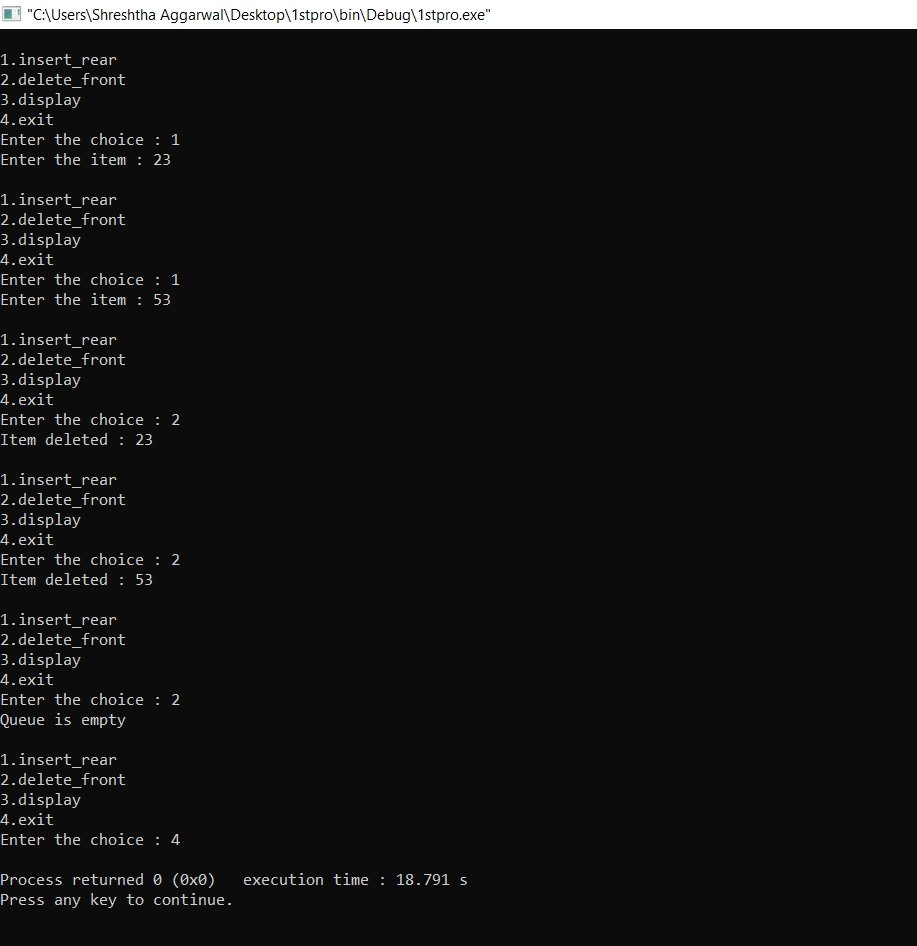 "C:\Users\Shreshtha Aggarwal\Desktop\1stpro\bin\Debug\1stpro.exe"
1.insert_rear
2.delete_front
3.display
4.exit
Enter the choice : 1
Enter the item : 23
1.insert_rear
2.delete_front
3.display
4.exit
Enter the choice : 1
Enter the item : 53
1.insert_rear
2.delete_front
3.display
4.exit
Enter the choice : 2
Item deleted : 23
1.insert_rear
2.delete_front
3.display
4.exit
Enter the choice : 2
Item deleted : 53
1.insert_rear
2.delete_front
3.display
4.exit
Enter the choice : 2
Queue is empty
1.insert_rear
2.delete_front
3.display
4.exit
Enter the choice : 4
Process returned 0 (0x0)   execution time : 18.791 s
Press any key to continue.